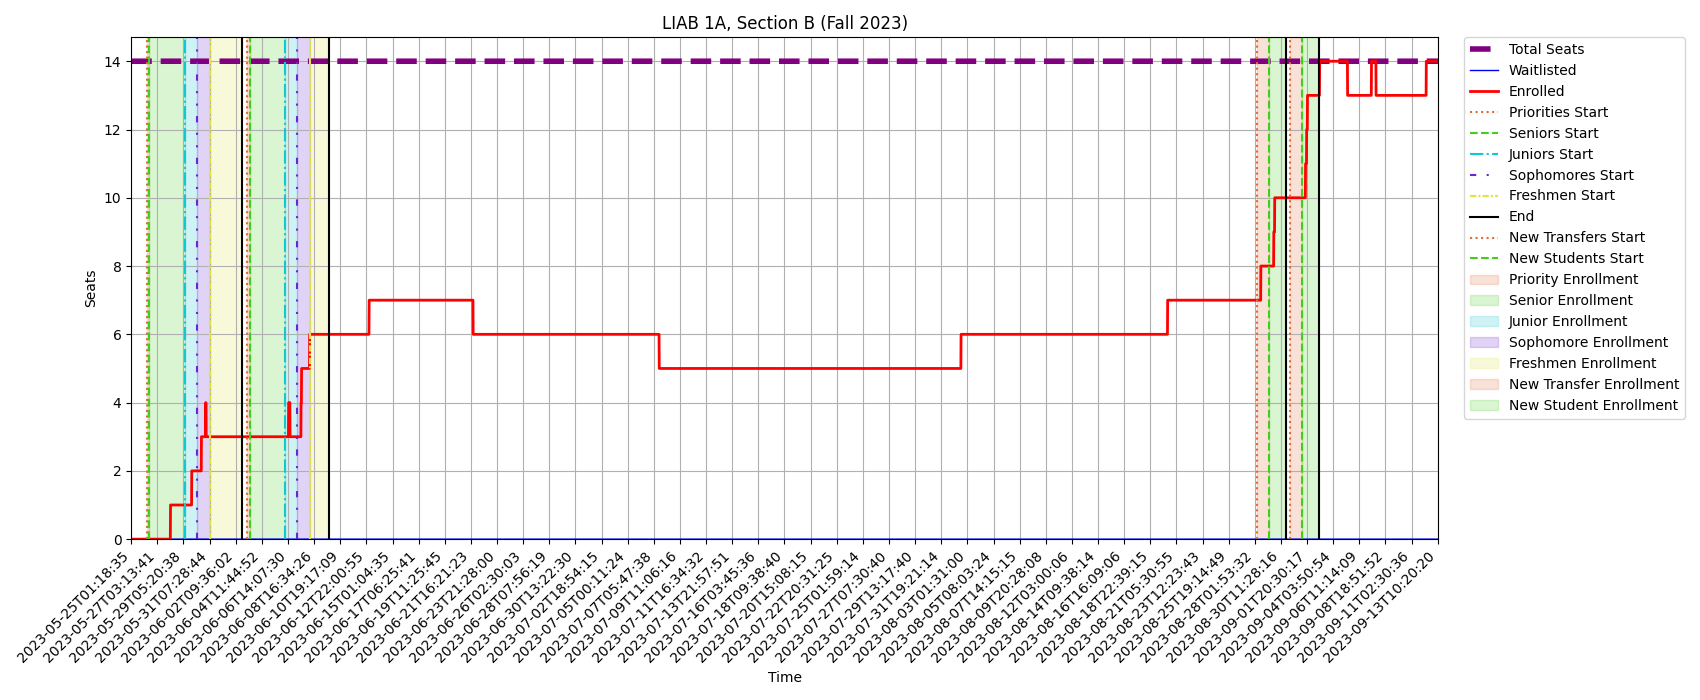 LIAB 1A, Section B (Fall 2023)
Seats
14
12
10
8
6
4
2
0
2023-05-25T01:18:35
2023-05-27T03:13:41
2023-05-29T05:20:38
2023-05-31T07:28:44
2023-06-02T09:36:02
2023-06-04T11:44:52
2023-06-06T14:07:30
2023-06-08T16:34:26
2023-06-10T19:17:09
2023-06-12T22:00:55
2023-06-15T01:04:35
2023-06-17T06:25:41
2023-06-19T11:25:45
2023-06-21T16:21:23
2023-06-23T21:28:00
2023-06-26T02:30:03
2023-06-28T07:56:19
2023-06-30T13:22:30
2023-07-02T18:54:15
2023-07-05T00:11:24
2023-07-07T05:47:38
2023-07-09T11:06:16
2023-07-11T16:34:32
2023-07-13T21:57:51
2023-07-16T03:45:36
2023-07-18T09:38:40
2023-07-20T15:08:15
2023-07-22T20:31:25
2023-07-25T01:59:14
2023-07-27T07:30:40
2023-07-29T13:17:40
2023-07-31T19:21:14
2023-08-03T01:31:00
2023-08-05T08:03:24
2023-08-07T14:15:15
2023-08-09T20:28:08
2023-08-12T03:00:06
2023-08-14T09:38:14
2023-08-16T16:09:06
2023-08-18T22:39:15
2023-08-21T05:30:55
2023-08-23T12:23:43
2023-08-25T19:14:49
2023-08-28T01:53:32
2023-08-30T11:28:16
2023-09-01T20:30:17
2023-09-04T03:50:54
2023-09-06T11:14:09
2023-09-08T18:51:52
2023-09-11T02:30:36
2023-09-13T10:20:20
Time
Total Seats
Waitlisted
Enrolled
Priorities Start
Seniors Start
Juniors Start
Sophomores Start
Freshmen Start
End
New Transfers Start
New Students Start
Priority Enrollment
Senior Enrollment
Junior Enrollment
Sophomore Enrollment
Freshmen Enrollment
New Transfer Enrollment
New Student Enrollment